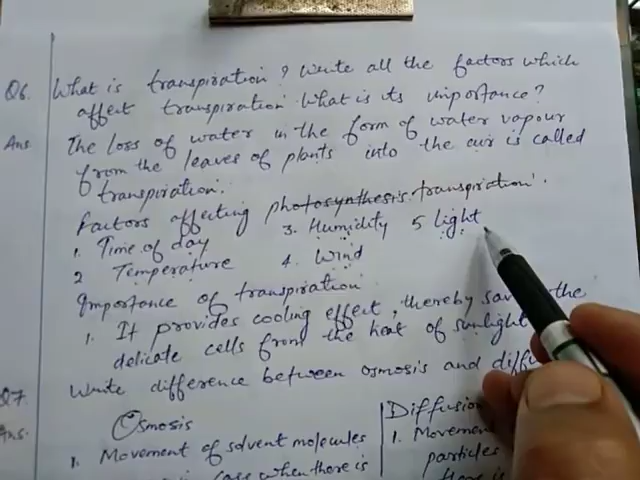 Q6. What is transpiration? Write all the factors which
affect transpiration. What is its importance?
Ans The loss of water in the form of water vapour
from the leaves of plants into the air is called
transpiration.
Factors affecting photosynthesis. transpiration.
1. Time of day 3. Humidity 5 light
2 Temperature 4. Wind
Importance of transpiration
1. It provides cooling effect, thereby the
delicate cells from the heat of sunlight
Q7. Write difference between osmosis and
Ans. Osmosis Diffusion
1. Movement of solvent molecules 1. Movement
case when there is particles